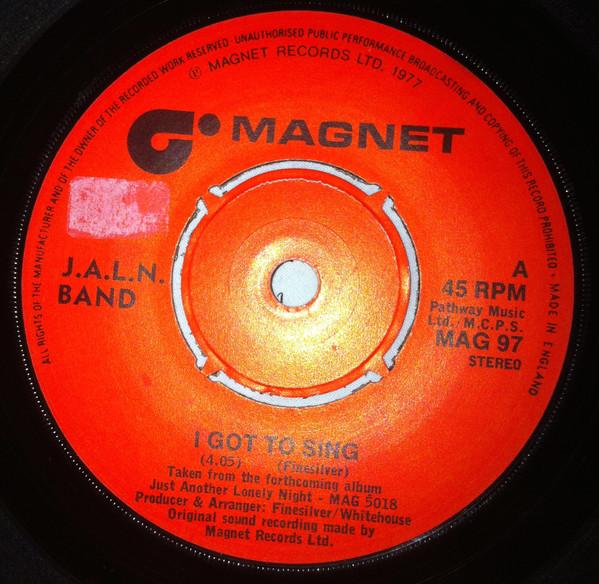 ALL RIGHTS OF THE MANUFACTURER AND OF THE OWNER OF THE RECORDED WORK RESERVED · UNAUTHORISED PUBLIC PERFORMANCE BROADCASTING AND COPYING OF THIS RECORD PROHIBITED · MADE IN ENGLAND
℗ MAGNET RECORDS LTD. 1977
MAGNET
J.A.L.N.
BAND
A
45 RPM
Pathway Music
Ltd./M.C.P.S.
MAG 97
STEREO
I GOT TO SING
(4.05) (Finesilver)
Taken from the forthcoming album
Just Another Lonely Night - MAG 5018
Producer & Arranger: Finesilver/Whitehouse
Original sound recording made by
Magnet Records Ltd.